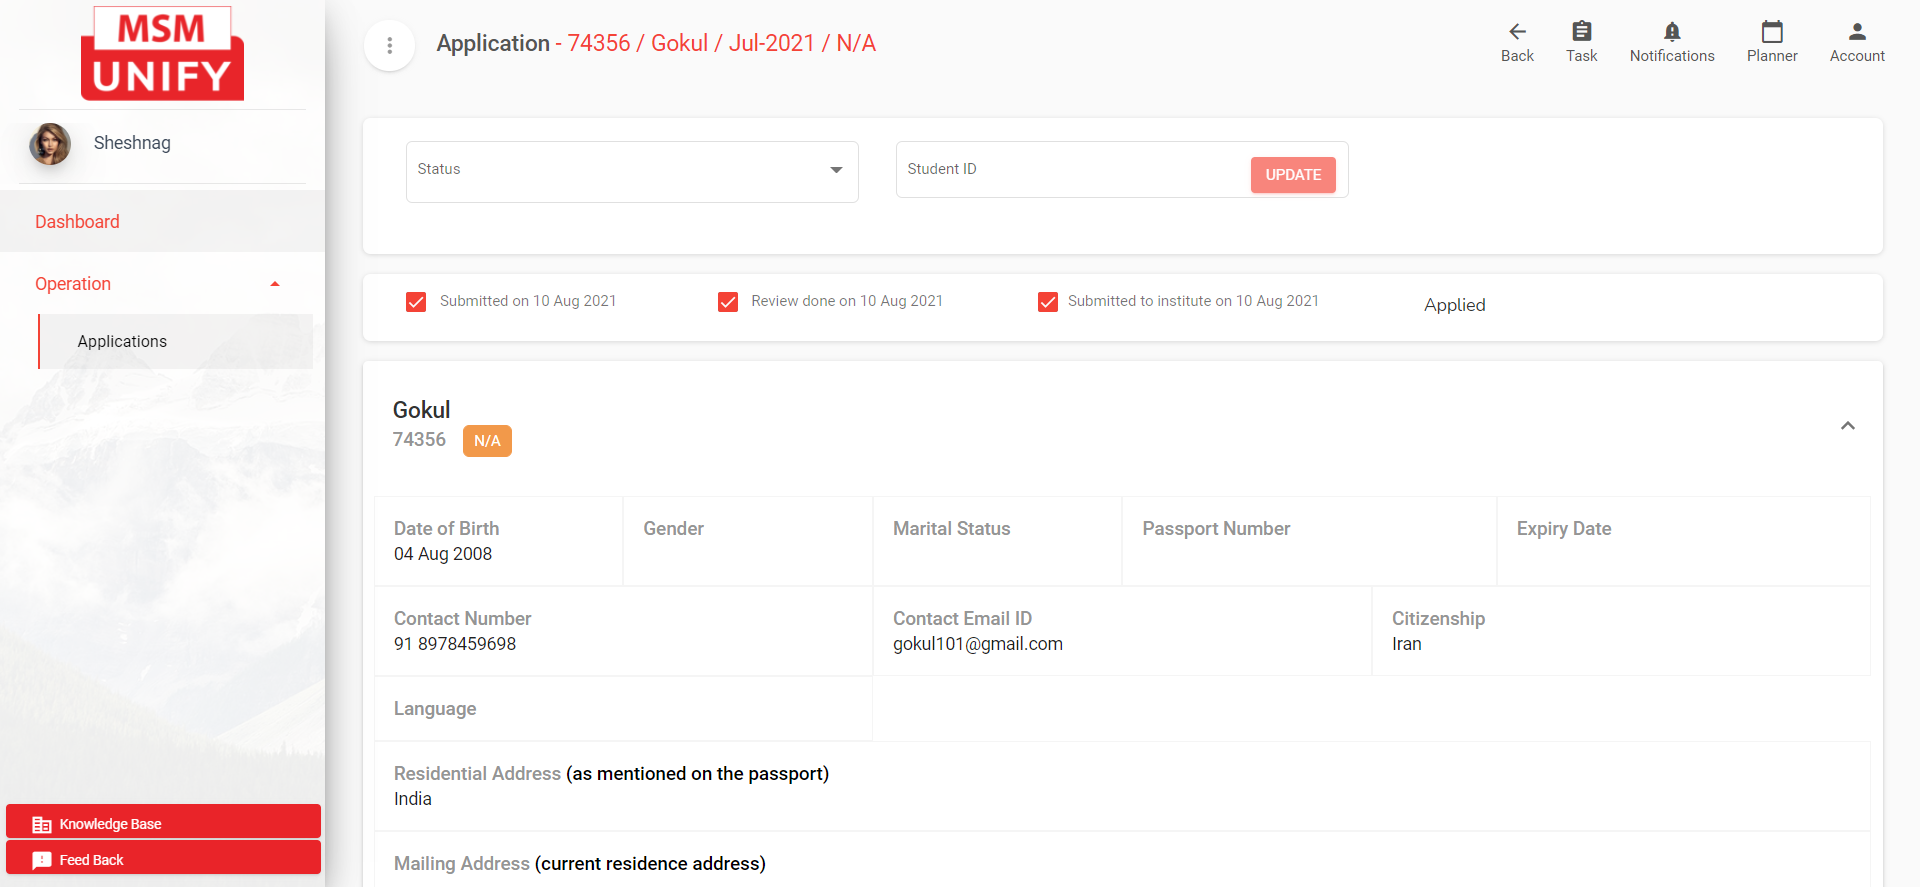 MSM
UNIFY
Sheshnag
Dashboard
Operation
Applications
Knowledge Base
Feed Back
Application - 74356 / Gokul / Jul-2021 / N/A
Back
Task
Notifications
Planner
Account
Status
Student ID
UPDATE
Submitted on 10 Aug 2021
Review done on 10 Aug 2021
Submitted to institute on 10 Aug 2021
Applied
Gokul
74356
N/A
Date of Birth
04 Aug 2008
Gender
Marital Status
Passport Number
Expiry Date
Contact Number
91 8978459698
Contact Email ID
gokul101@gmail.com
Citizenship
Iran
Language
Residential Address (as mentioned on the passport)
India
Mailing Address (current residence address)